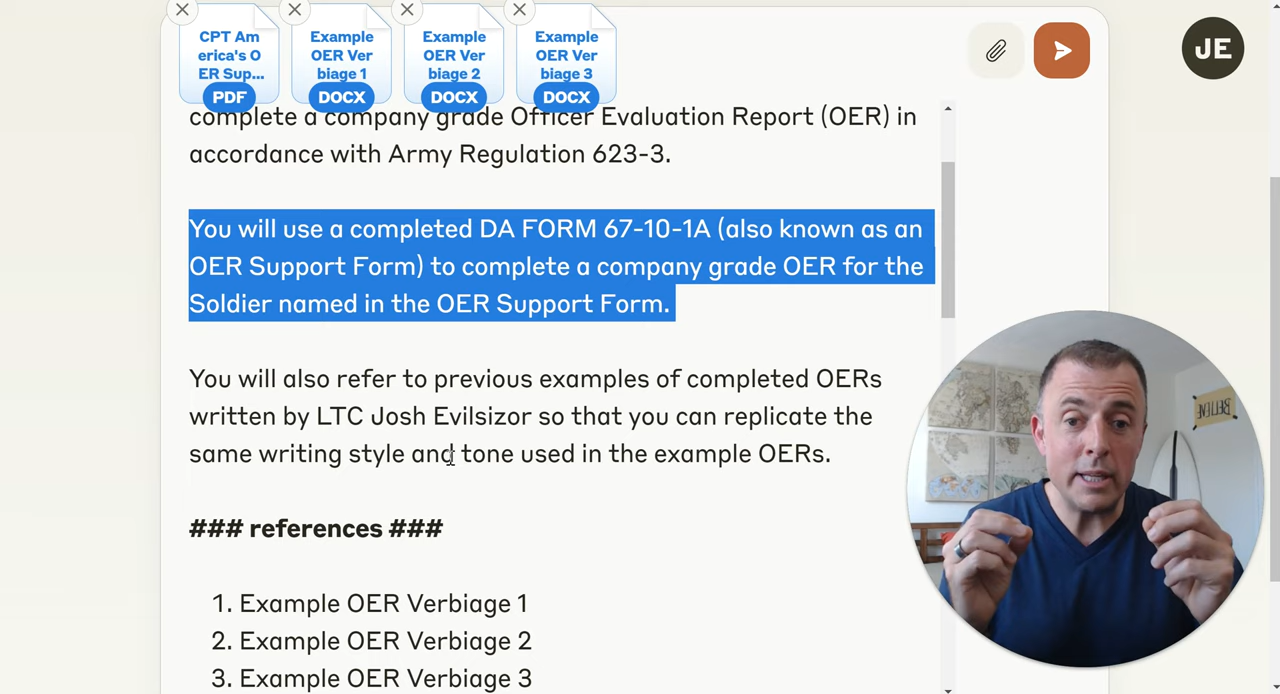 CPT Am
erica's O
ER Sup...
PDF
Example
OER Ver
biage 1
DOCX
Example
OER Ver
biage 2
DOCX
Example
OER Ver
biage 3
DOCX
JE
complete a company grade Officer Evaluation Report (OER) in
accordance with Army Regulation 623-3.
You will use a completed DA FORM 67-10-1A (also known as an
OER Support Form) to complete a company grade OER for the
Soldier named in the OER Support Form.
You will also refer to previous examples of completed OERs
written by LTC Josh Evilsizor so that you can replicate the
same writing style and tone used in the example OERs.
### references ###
1. Example OER Verbiage 1
2. Example OER Verbiage 2
3. Example OER Verbiage 3
BELIEVE